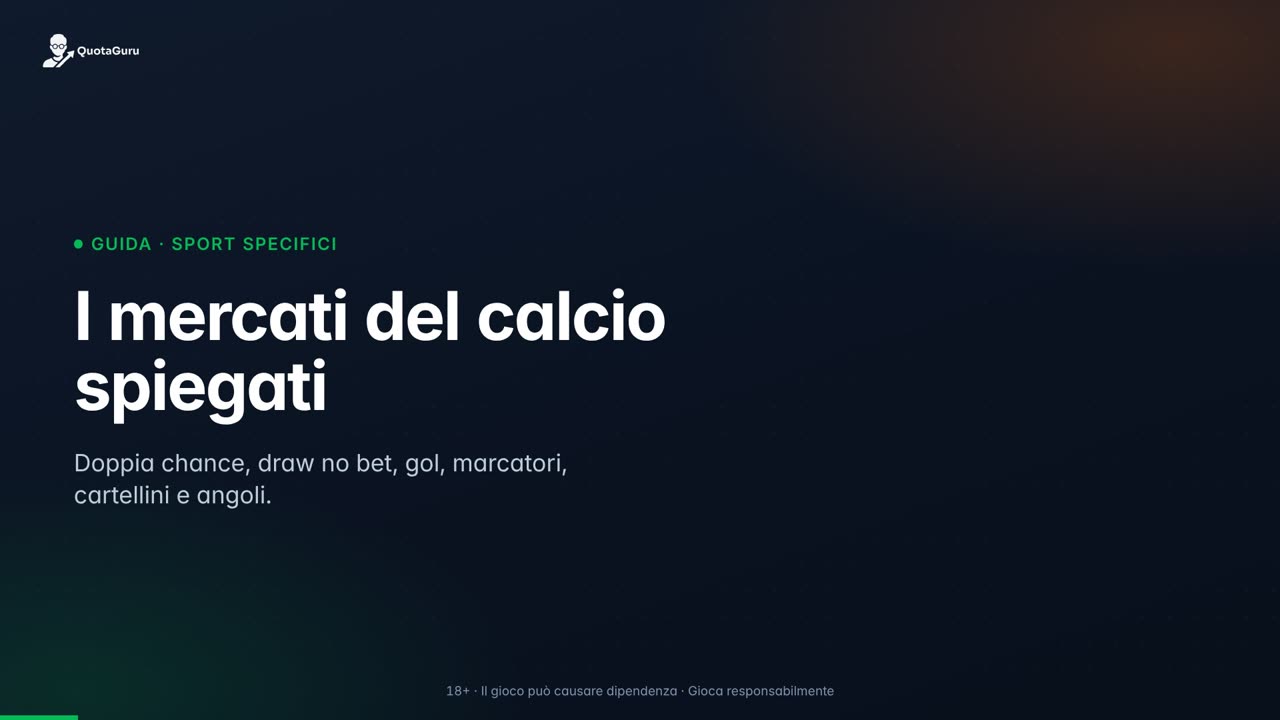 QuotaGuru
GUIDA · SPORT SPECIFICI
I mercati del calcio
spiegati
Doppia chance, draw no bet, gol, marcatori,
cartellini e angoli.
18+ · Il gioco può causare dipendenza · Gioca responsabilmente